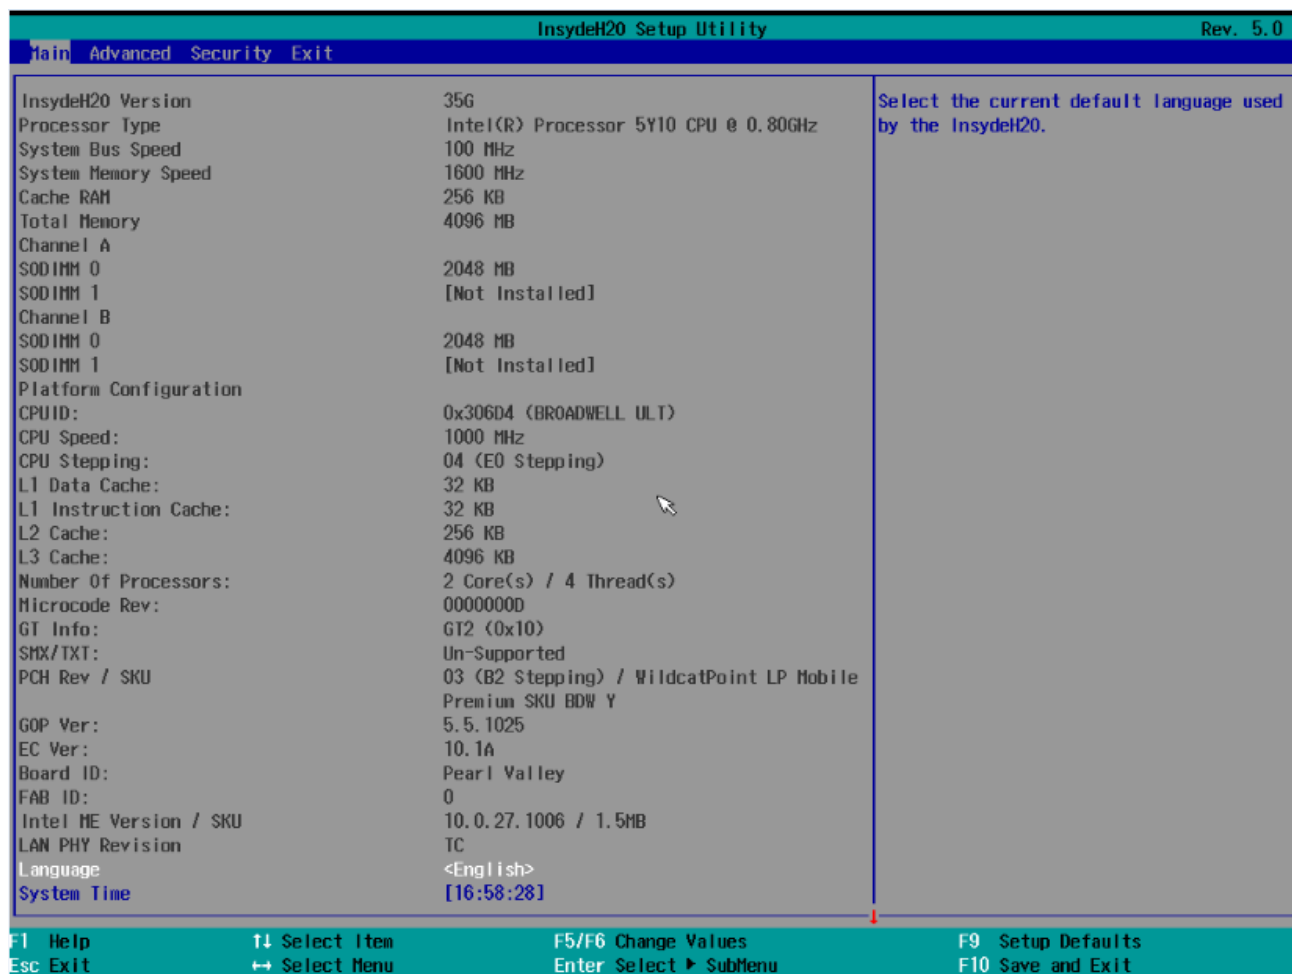 InsydeH20 Setup Utility Rev. 5.0
Main Advanced Security Exit
InsydeH20 Version 35G
Processor Type Intel(R) Processor 5Y10 CPU @ 0.80GHz
System Bus Speed 100 MHz
System Memory Speed 1600 MHz
Cache RAM 256 KB
Total Memory 4096 MB
Channel A
SODIMM 0 2048 MB
SODIMM 1 [Not Installed]
Channel B
SODIMM 0 2048 MB
SODIMM 1 [Not Installed]
Platform Configuration
CPUID: 0x306D4 (BROADWELL ULT)
CPU Speed: 1000 MHz
CPU Stepping: 04 (E0 Stepping)
L1 Data Cache: 32 KB
L1 Instruction Cache: 32 KB
L2 Cache: 256 KB
L3 Cache: 4096 KB
Number Of Processors: 2 Core(s) / 4 Thread(s)
Microcode Rev: 0000000D
GT Info: GT2 (0x10)
SMX/TXT: Un-Supported
PCH Rev / SKU 03 (B2 Stepping) / WildcatPoint LP Mobile
Premium SKU BDW Y
GOP Ver: 5.5.1025
EC Ver: 10.1A
Board ID: Pearl Valley
FAB ID: 0
Intel ME Version / SKU 10.0.27.1006 / 1.5MB
LAN PHY Revision TC
Language <English>
System Time [16:58:28]
Select the current default language used
by the InsydeH20.
F1 Help ↑↓ Select Item F5/F6 Change Values F9 Setup Defaults
Esc Exit ↔ Select Menu Enter Select ▶ SubMenu F10 Save and Exit